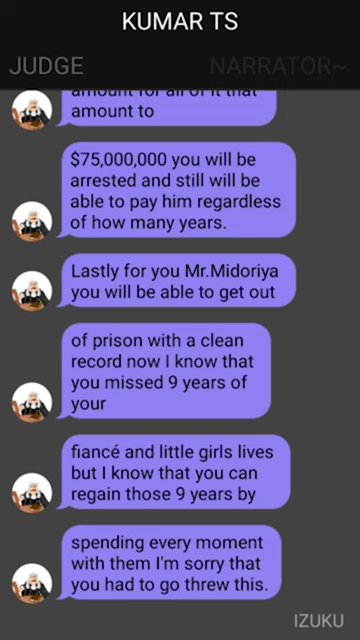 KUMAR TS
JUDGE
NARRATOR~
amount for all of it that
amount to
$75,000,000 you will be
arrested and still will be
able to pay him regardless
of how many years.
Lastly for you Mr.Midoriya
you will be able to get out
of prison with a clean
record now I know that
you missed 9 years of
your
fiancé and little girls lives
but I know that you can
regain those 9 years by
spending every moment
with them I'm sorry that
you had to go threw this.
IZUKU